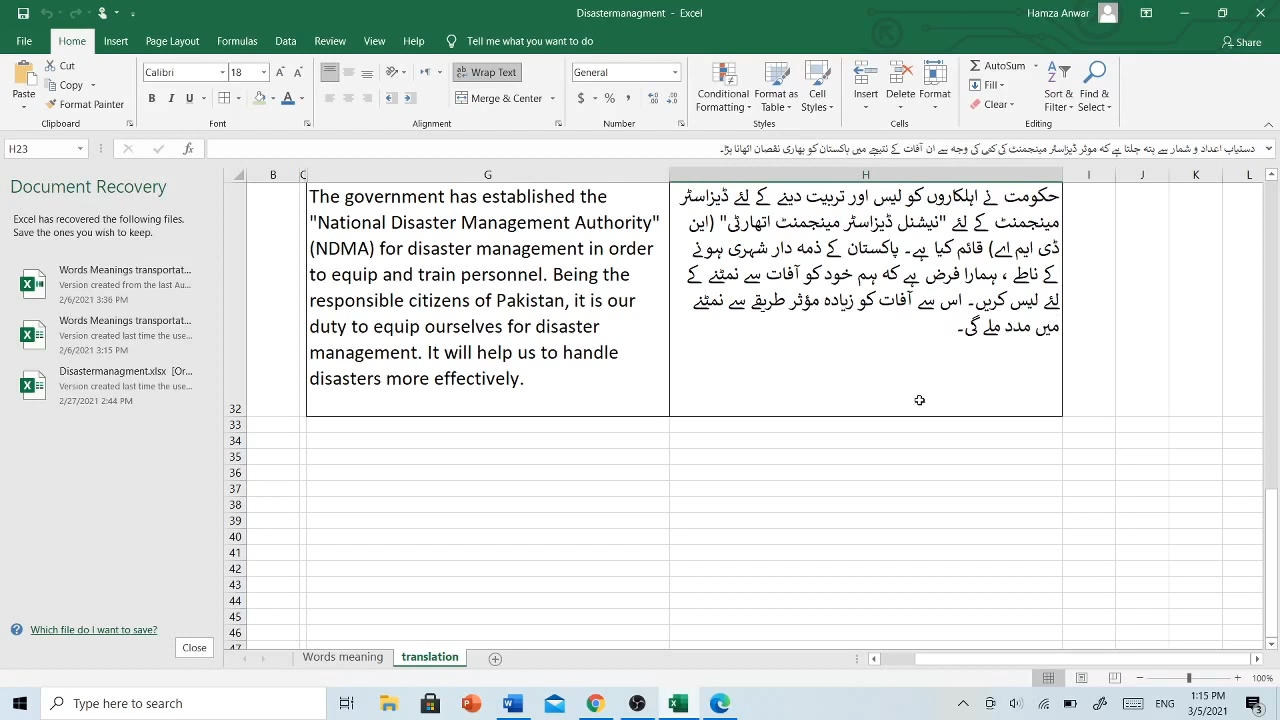 Disastermanagment - Excel
Hamza Anwar
File Home Insert Page Layout Formulas Data Review View Help Tell me what you want to do
Share
Paste
Cut
Copy
Format Painter
Clipboard
Calibri 18
B I U
Font
Wrap Text
Merge & Center
Alignment
General
$ % ,
Number
Conditional Formatting
Format as Table
Cell Styles
Styles
Insert Delete Format
Cells
AutoSum
Fill
Clear
Sort & Filter
Find & Select
Editing
H23
fx
دستیاب اعداد و شمار سے پتہ چلتا ہے کہ موثر ڈیزاسٹر مینجمنٹ کی کمی کی وجہ سے ان آفات کے نتیجے میں پاکستان کو بھاری نقصان اٹھانا پڑا۔
B C G H I J K L
Document Recovery
Excel has recovered the following files.
Save the ones you wish to keep.
Words Meanings transportat...
Version created from the last Au...
2/6/2021 3:36 PM
Words Meanings transportat...
Version created last time the use...
2/6/2021 3:15 PM
Disastermanagment.xlsx [Or...
Version created last time the use...
2/27/2021 2:44 PM
Which file do I want to save?
Close
The government has established the
"National Disaster Management Authority"
(NDMA) for disaster management in order
to equip and train personnel. Being the
responsible citizens of Pakistan, it is our
duty to equip ourselves for disaster
management. It will help us to handle
disasters more effectively.
حکومت نے اہلکاروں کو لیس اور تربیت دینے کے لئے ڈیزاسٹر
مینجمنٹ کے لئے "نیشنل ڈیزاسٹر مینجمنٹ اتھارٹی" (این
ڈی ایم اے) قائم کیا ہے۔ پاکستان کے ذمہ دار شہری ہونے
کے ناطے ، ہمارا فرض ہے کہ ہم خود کو آفات سے نمٹنے کے
لئے لیس کریں۔ اس سے آفات کو زیادہ مؤثر طریقے سے نمٹنے
میں مدد ملے گی۔
32
33
34
35
36
37
38
39
40
41
42
43
44
45
46
47
Words meaning translation
100%
Type here to search
ENG
1:15 PM
3/5/2021
3